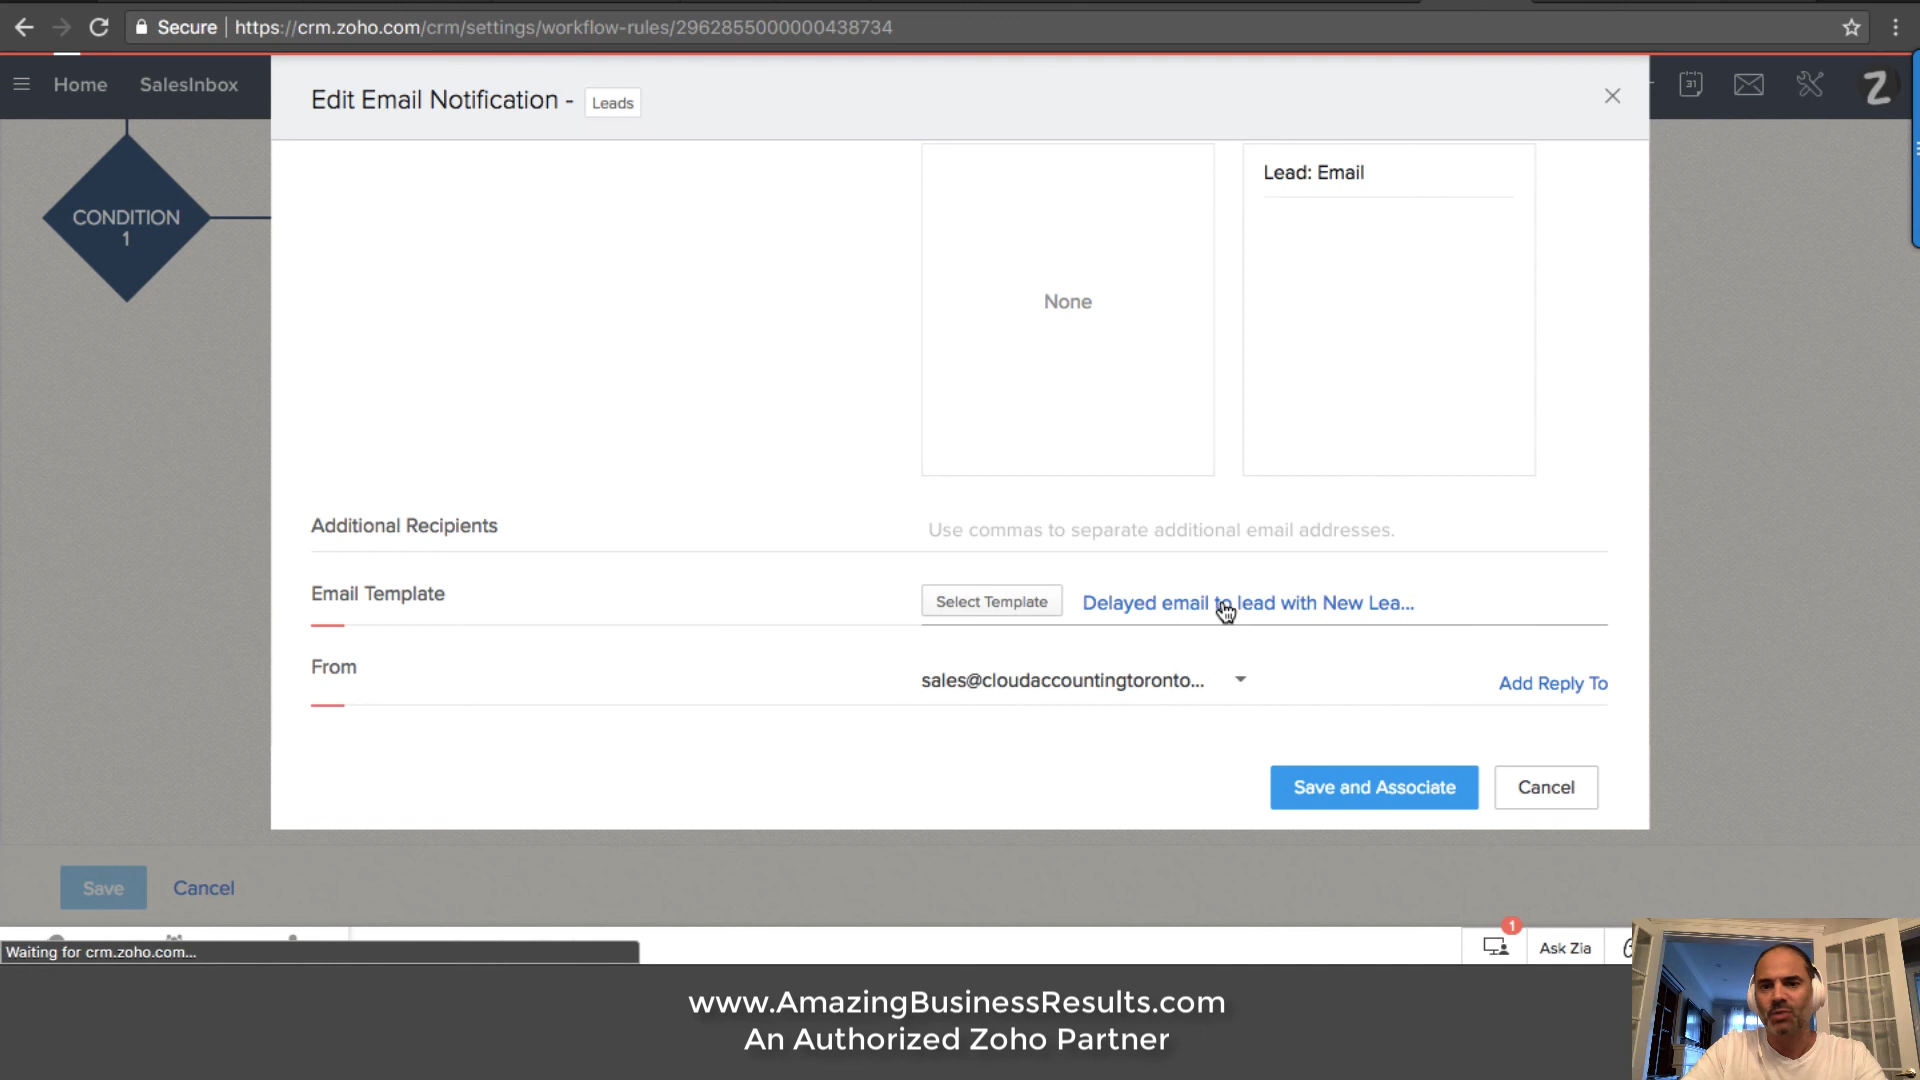 Secure | https://crm.zoho.com/crm/settings/workflow-rules/2962855000000438734
Home SalesInbox
31
Z
Edit Email Notification - Leads
CONDITION
1
Lead: Email
None
Additional Recipients
Use commas to separate additional email addresses.
Email Template
Select Template
Delayed email to lead with New Lea...
From
sales@cloudaccountingtoronto...
Add Reply To
Save and Associate
Cancel
Save
Cancel
1
Waiting for crm.zoho.com...
Ask Zia
www.AmazingBusinessResults.com
An Authorized Zoho Partner